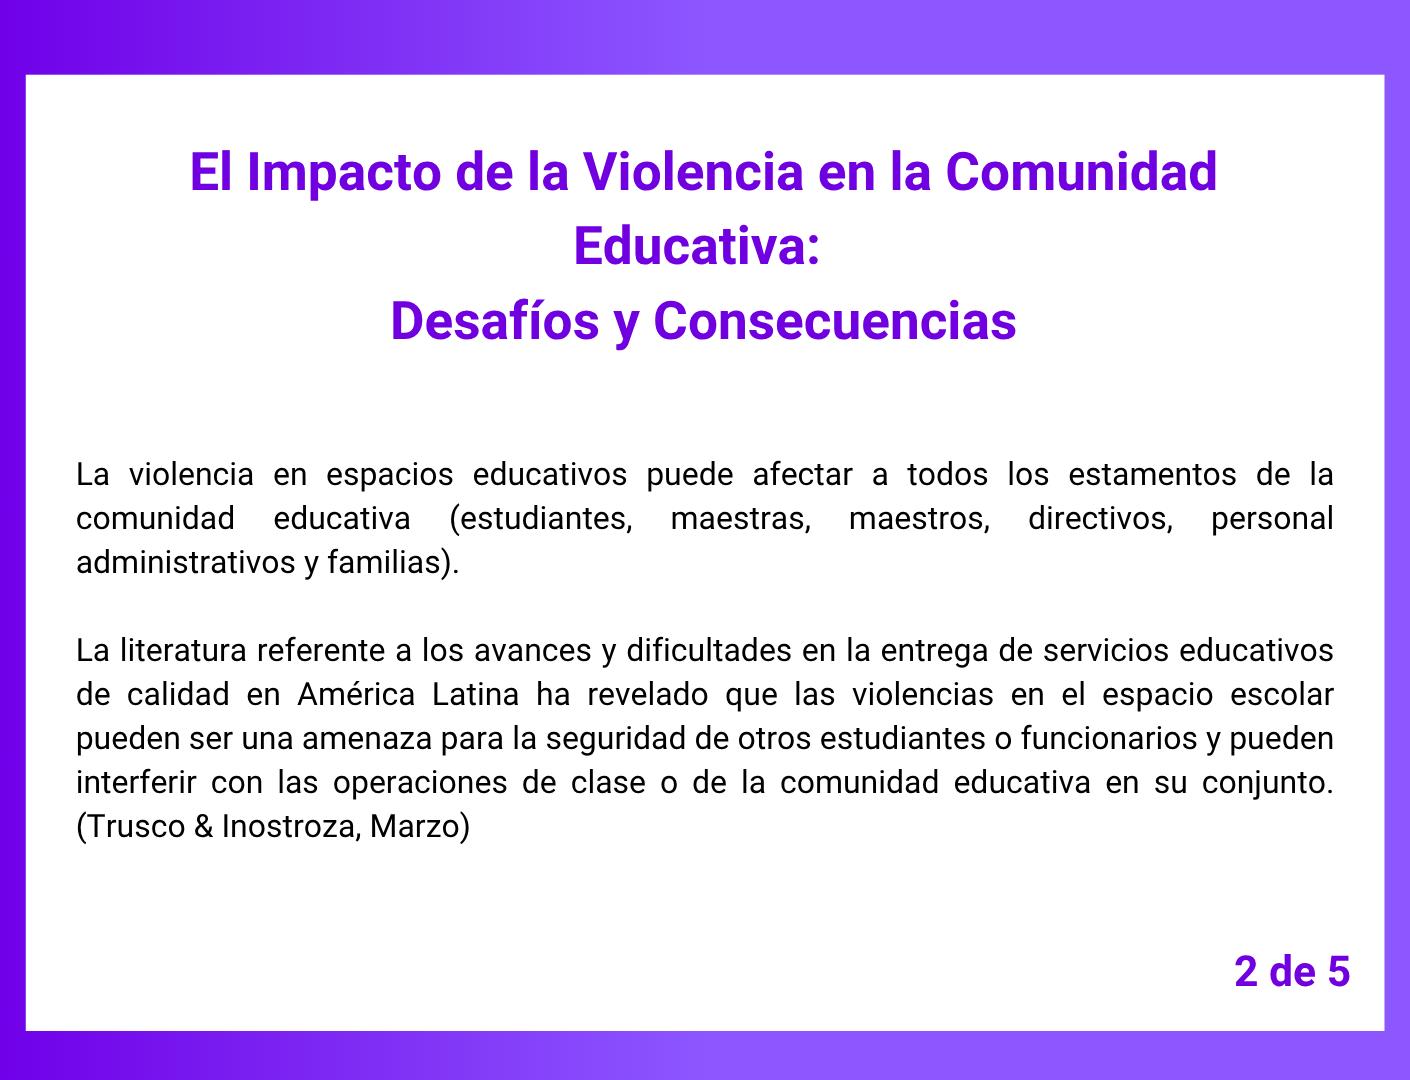 El Impacto de la Violencia en la Comunidad
Educativa:
Desafíos y Consecuencias
La violencia en espacios educativos puede afectar a todos los estamentos de la
comunidad educativa (estudiantes, maestras, maestros, directivos, personal
administrativos y familias).
La literatura referente a los avances y dificultades en la entrega de servicios educativos
de calidad en América Latina ha revelado que las violencias en el espacio escolar
pueden ser una amenaza para la seguridad de otros estudiantes o funcionarios y pueden
interferir con las operaciones de clase o de la comunidad educativa en su conjunto.
(Trusco & Inostroza, Marzo)
2 de 5